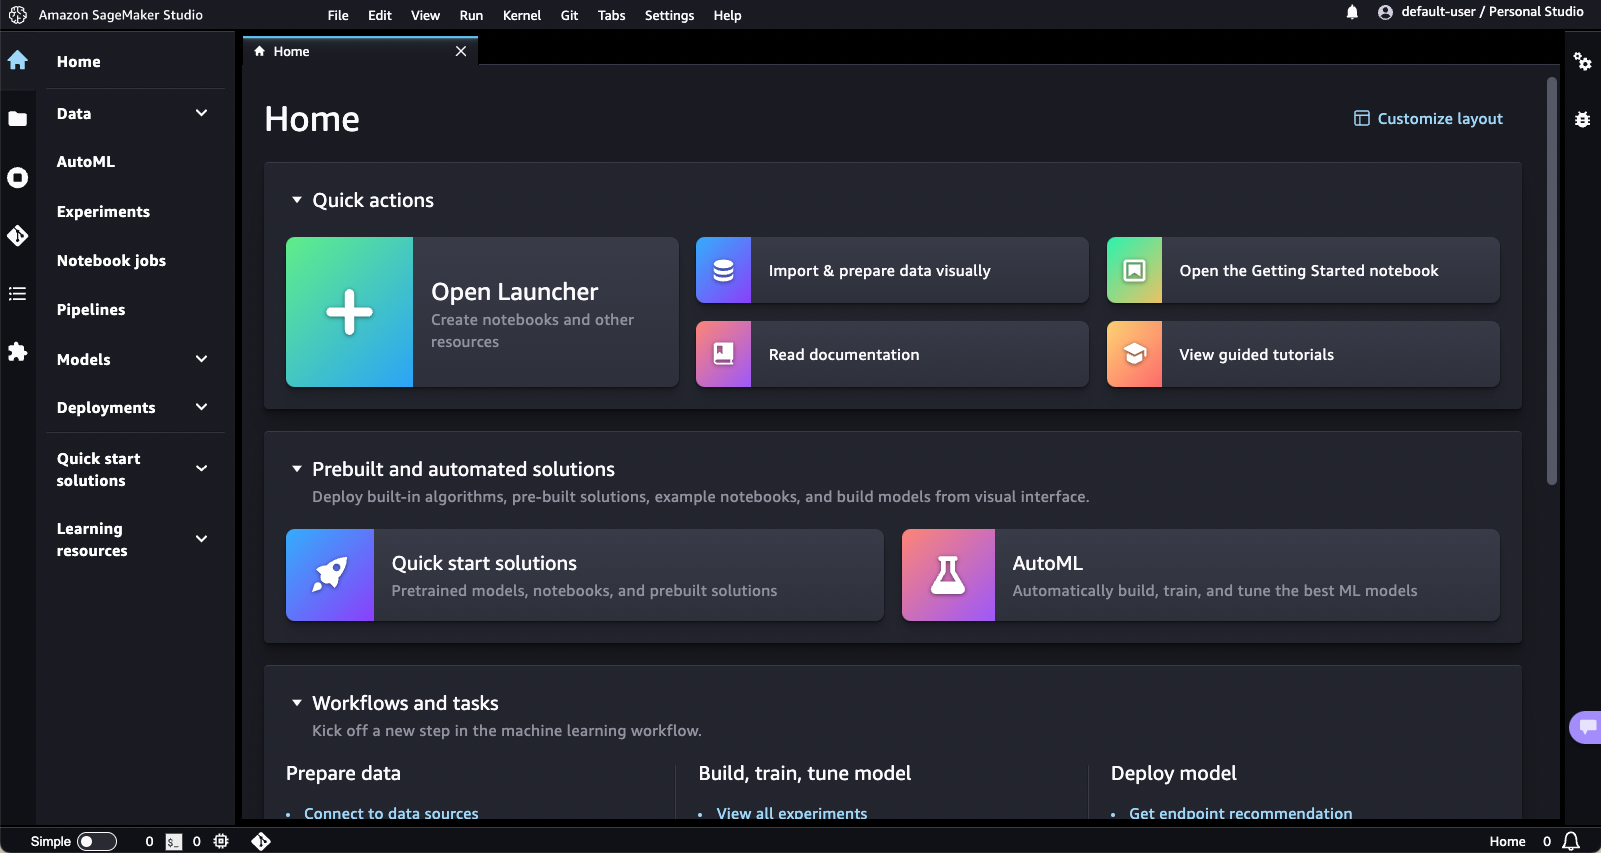 Amazon SageMaker Studio
File Edit View Run Kernel Git Tabs Settings Help
default-user / Personal Studio
Home
Data
AutoML
Experiments
Notebook jobs
Pipelines
Models
Deployments
Quick start
solutions
Learning
resources
Home
Home
Customize layout
Quick actions
Open Launcher
Create notebooks and other
resources
Import & prepare data visually
Open the Getting Started notebook
Read documentation
View guided tutorials
Prebuilt and automated solutions
Deploy built-in algorithms, pre-built solutions, example notebooks, and build models from visual interface.
Quick start solutions
Pretrained models, notebooks, and prebuilt solutions
AutoML
Automatically build, train, and tune the best ML models
Workflows and tasks
Kick off a new step in the machine learning workflow.
Prepare data
• Connect to data sources
Build, train, tune model
• View all experiments
Deploy model
• Get endpoint recommendation
Simple 0 $_ 0
Home 0